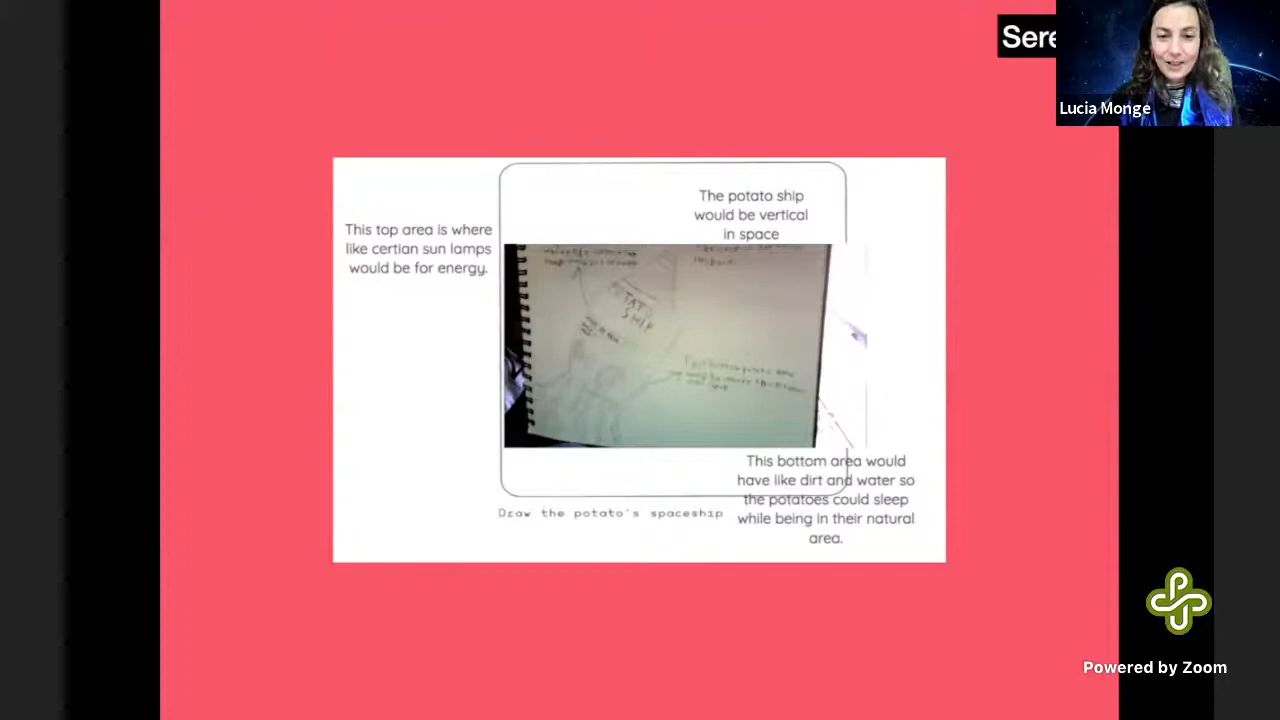 Sere
Lucia Monge
The potato ship
would be vertical
in space
This top area is where
like certian sun lamps
would be for energy.
POTATO
SHIP
This bottom area would
have like dirt and water so
the potatoes could sleep
while being in their natural
area.
Draw the potato's spaceship
Powered by Zoom